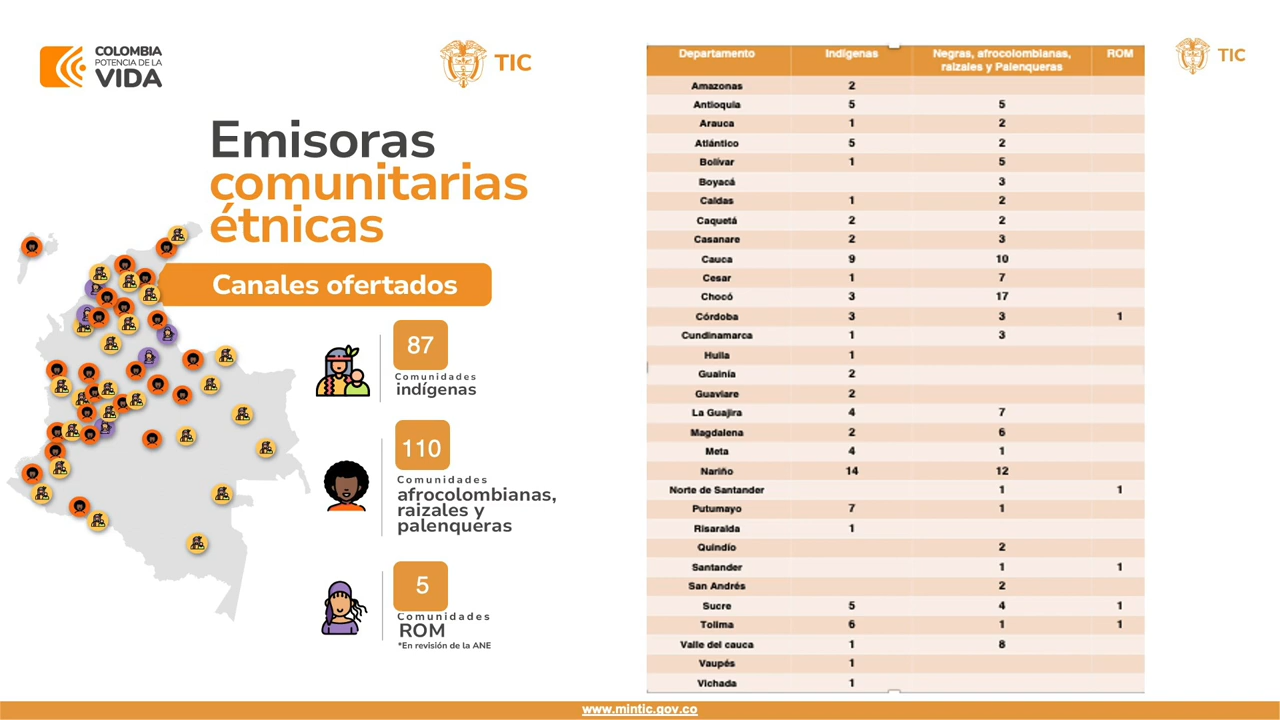 COLOMBIA
POTENCIA DE LA
VIDA
TIC
Emisoras
comunitarias
étnicas
Canales ofertados
87
Comunidades
indígenas
110
Comunidades
afrocolombianas,
raizales y
palenqueras
5
Comunidades
ROM
*En revisión de la ANE
Departamento Indígenas Negras, afrocolombianas, raizales y Palenqueras ROM
Amazonas 2
Antioquia 5 5
Arauca 1 2
Atlántico 5 2
Bolívar 1 5
Boyacá 3
Caldas 1 2
Caquetá 2 2
Casanare 2 3
Cauca 9 10
Cesar 1 7
Chocó 3 17
Córdoba 3 3 1
Cundinamarca 1 3
Huila 1
Guainía 2
Guaviare 2
La Guajira 4 7
Magdalena 2 6
Meta 4 1
Nariño 14 12
Norte de Santander 1 1
Putumayo 7 1
Risaralda 1
Quindío 2
Santander 1 1
San Andrés 2
Sucre 5 4 1
Tolima 6 1 1
Valle del cauca 1 8
Vaupés 1
Vichada 1
TIC
www.mintic.gov.co